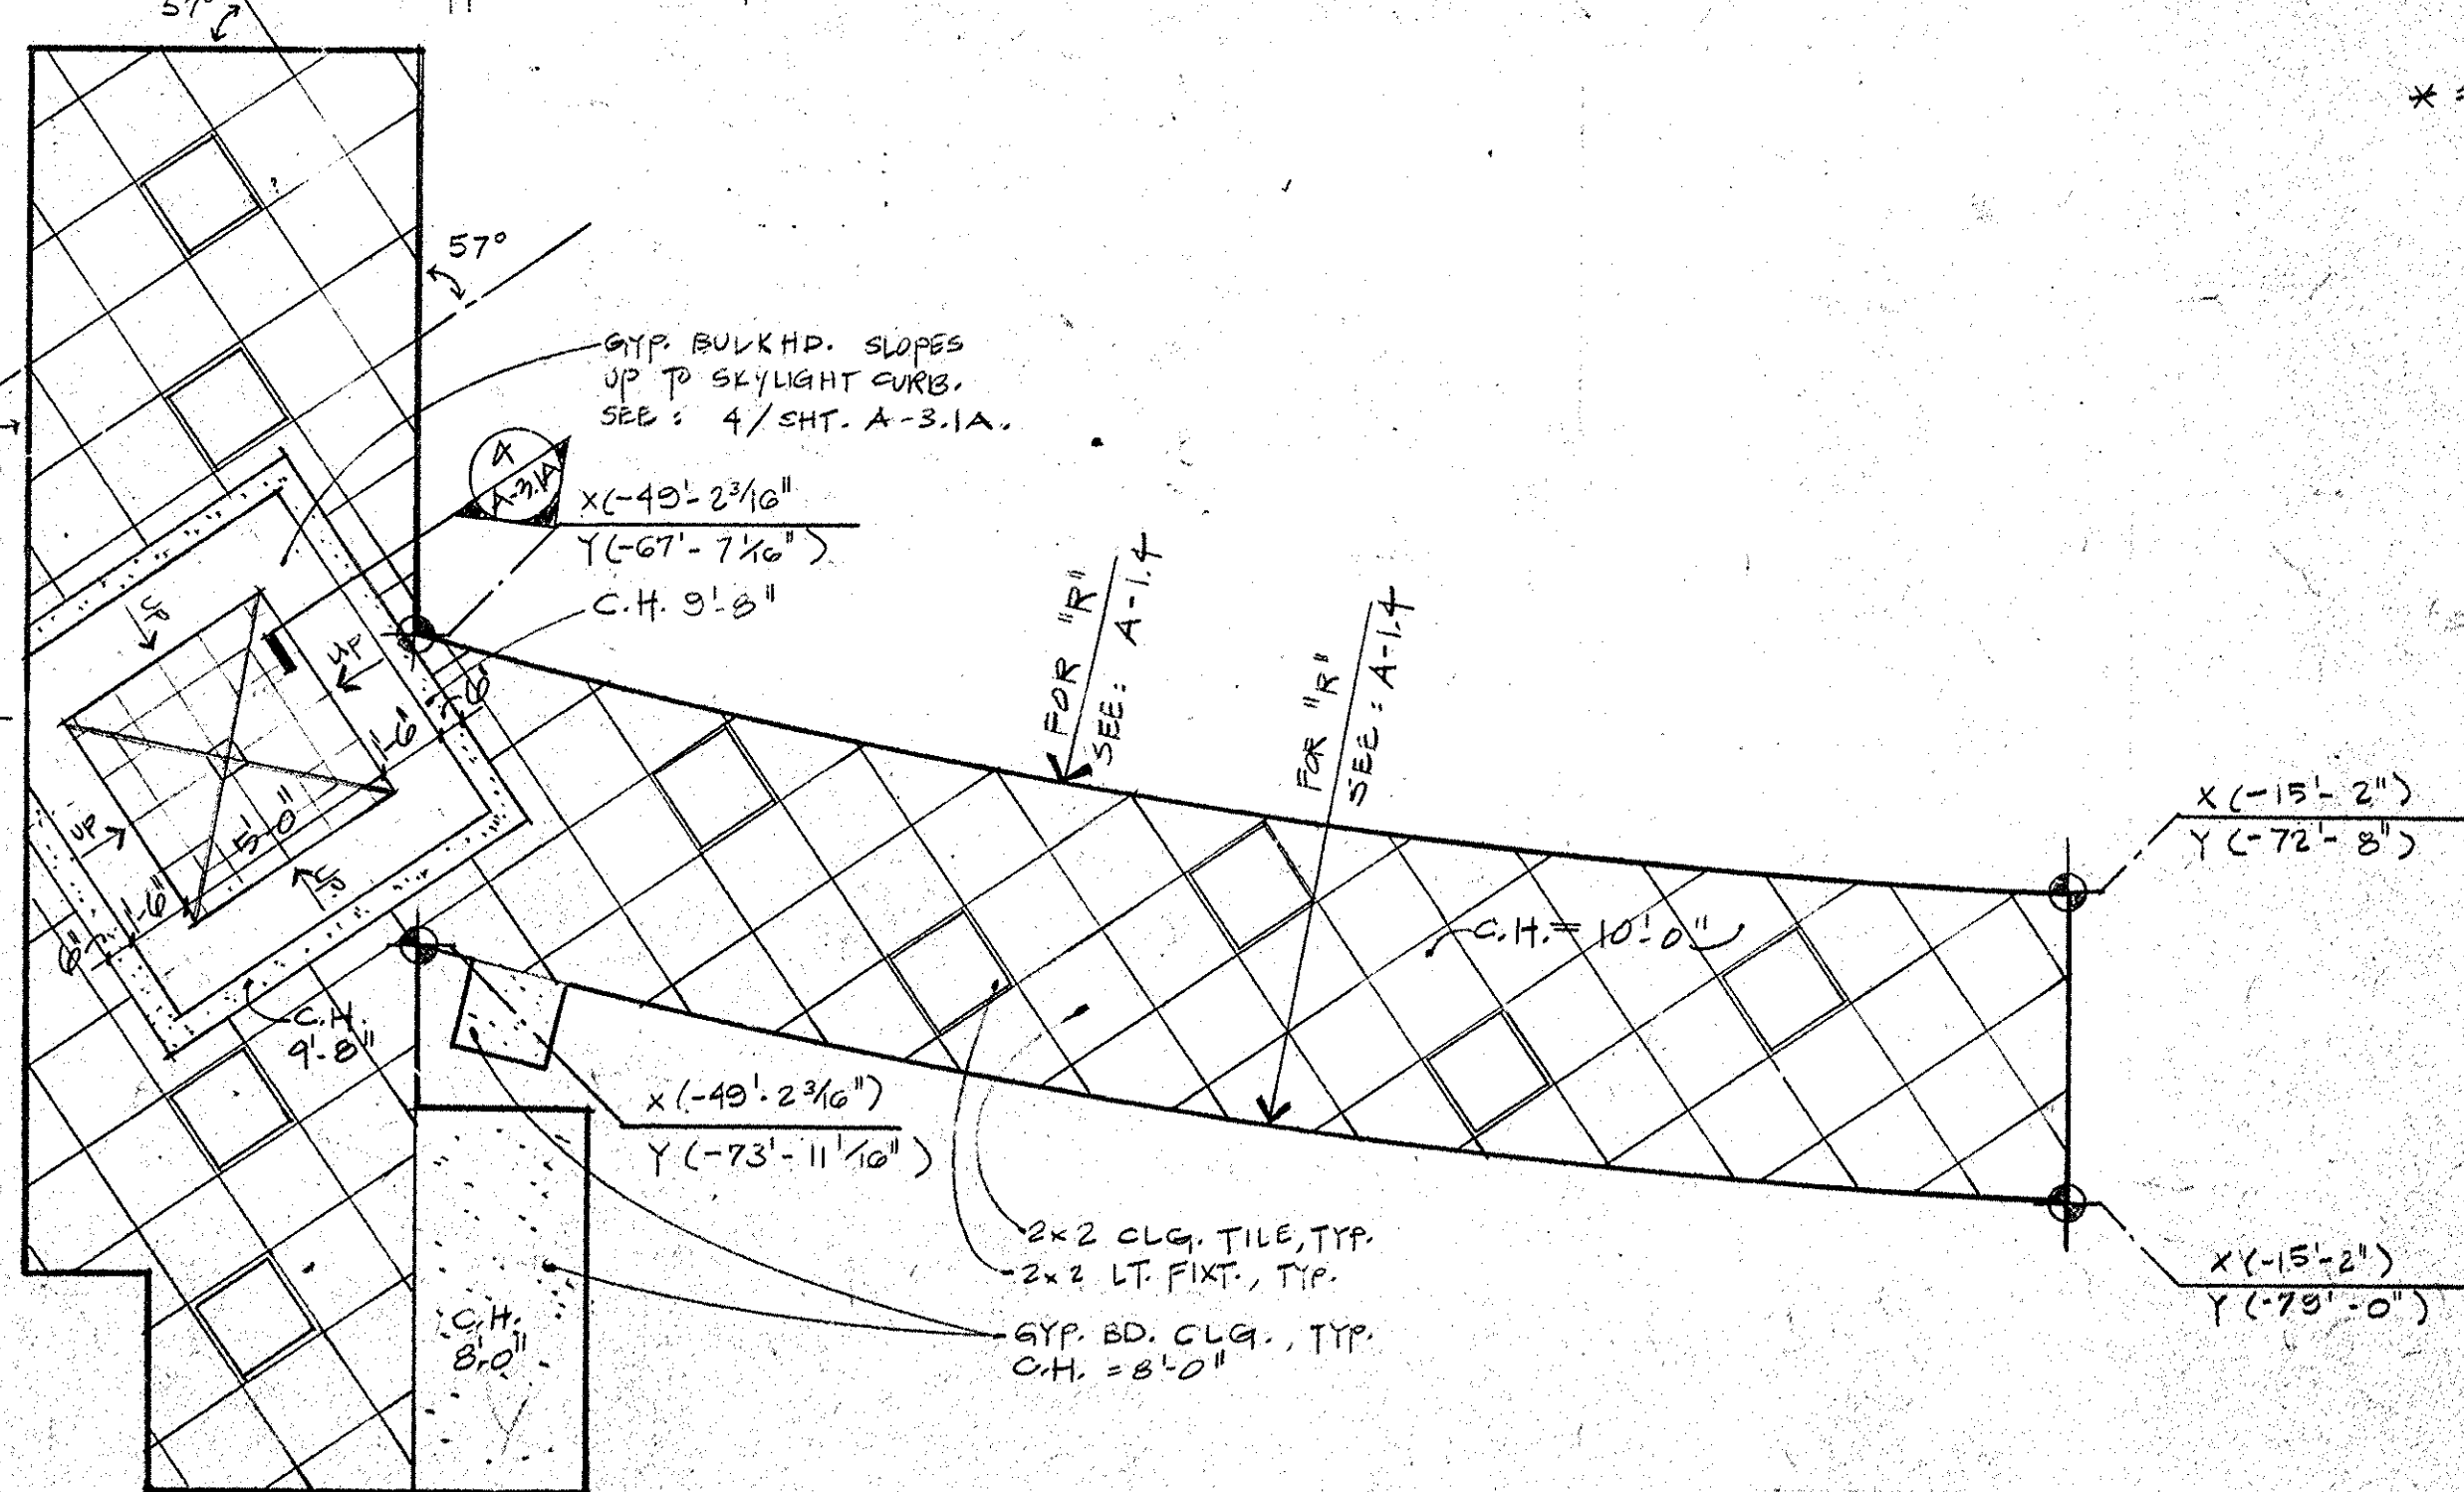 57°
57°
GYP. BULKHD. SLOPES
UP TO SKYLIGHT CURB.
SEE : 4/SHT. A-3.1A.
4
A-3.1A
X(-49'-2 3/16"
Y(-67'-7 1/16")
C.H. 9'-8"
FOR "R"
SEE: A-1.4
FOR "R"
SEE: A-1.4
UP
UP
6"
1'-6"
5'-0"
UP
UP
1'-6"
6"
C.H.
9'-8"
C.H.= 10'-0"
X (-15'-2")
Y (-72'-8")
X (-49'-2 3/16")
Y (-73'-11 1/16")
2x2 CLG. TILE, TYP.
2x2 LT. FIXT., TYP.
GYP. BD. CLG., TYP.
C.H. = 8'-0"
C.H.
8'-0"
X (-15'-2")
Y (-79'-0")